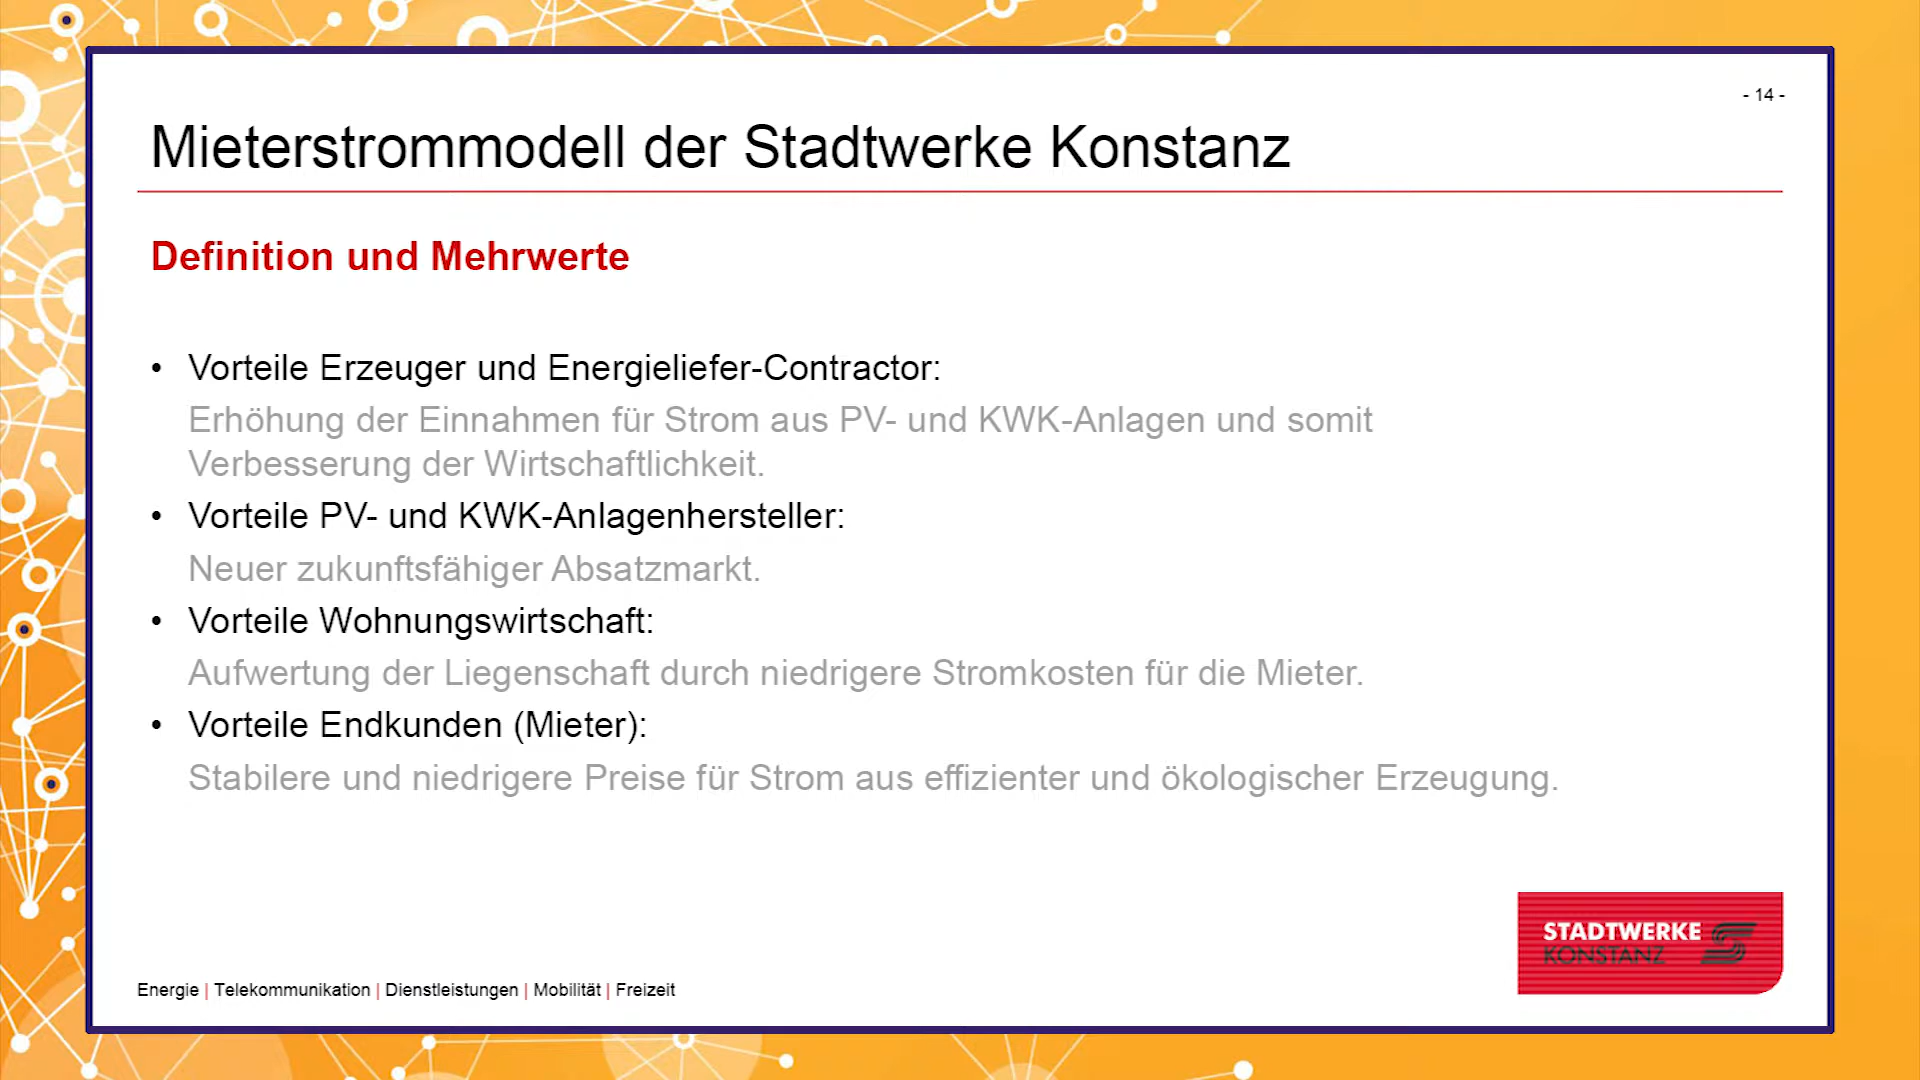 - 14 -
Mieterstrommodell der Stadtwerke Konstanz
Definition und Mehrwerte
• Vorteile Erzeuger und Energieliefer-Contractor:
Erhöhung der Einnahmen für Strom aus PV- und KWK-Anlagen und somit
Verbesserung der Wirtschaftlichkeit.
• Vorteile PV- und KWK-Anlagenhersteller:
Neuer zukunftsfähiger Absatzmarkt.
• Vorteile Wohnungswirtschaft:
Aufwertung der Liegenschaft durch niedrigere Stromkosten für die Mieter.
• Vorteile Endkunden (Mieter):
Stabilere und niedrigere Preise für Strom aus effizienter und ökologischer Erzeugung.
STADTWERKE
KONSTANZ
Energie | Telekommunikation | Dienstleistungen | Mobilität | Freizeit